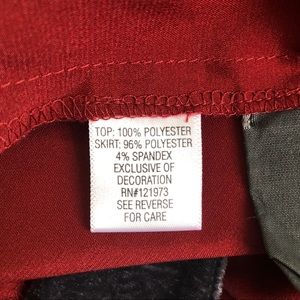 TOP: 100% POLYESTER
SKIRT: 96% POLYESTER
4% SPANDEX
EXCLUSIVE OF
DECORATION
RN#121973
SEE REVERSE
FOR CARE